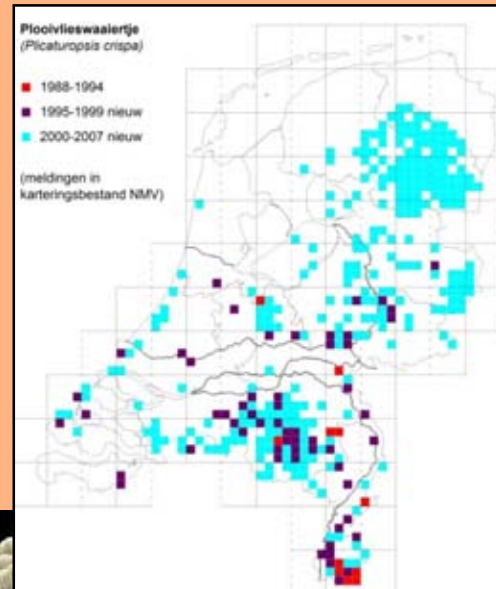 Plooivlieswaaiertje
(Plicaturopsis crispa)
1988-1994
1995-1999 nieuw
2000-2007 nieuw
(meldingen in
karteringsbestand NMV)